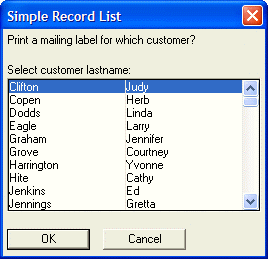 Simple Record List
Print a mailing label for which customer?
Select customer lastname:
Clifton Judy
Copen Herb
Dodds Linda
Eagle Larry
Graham Jennifer
Grove Courtney
Harrington Yvonne
Hite Cathy
Jenkins Ed
Jennings Gretta
OK Cancel